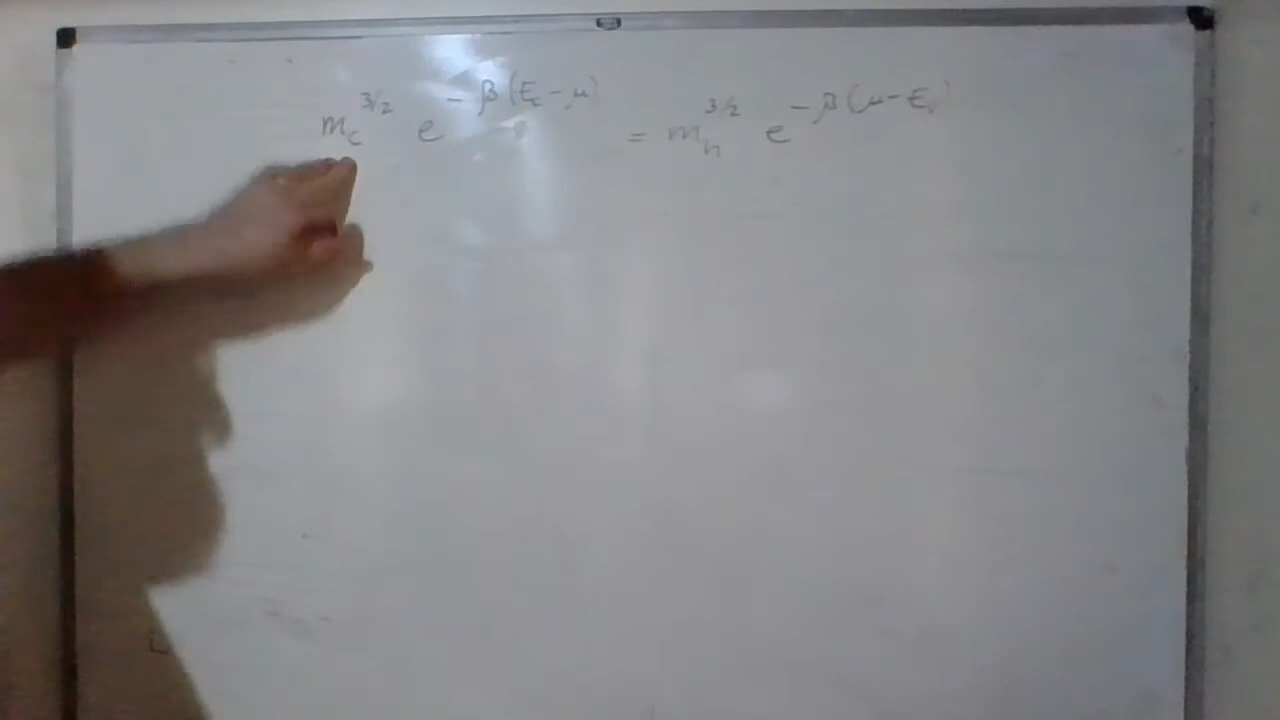 m_c^{3/2} e^{-β(E_c-μ)} = m_h^{3/2} e^{-β(μ-E_v)}